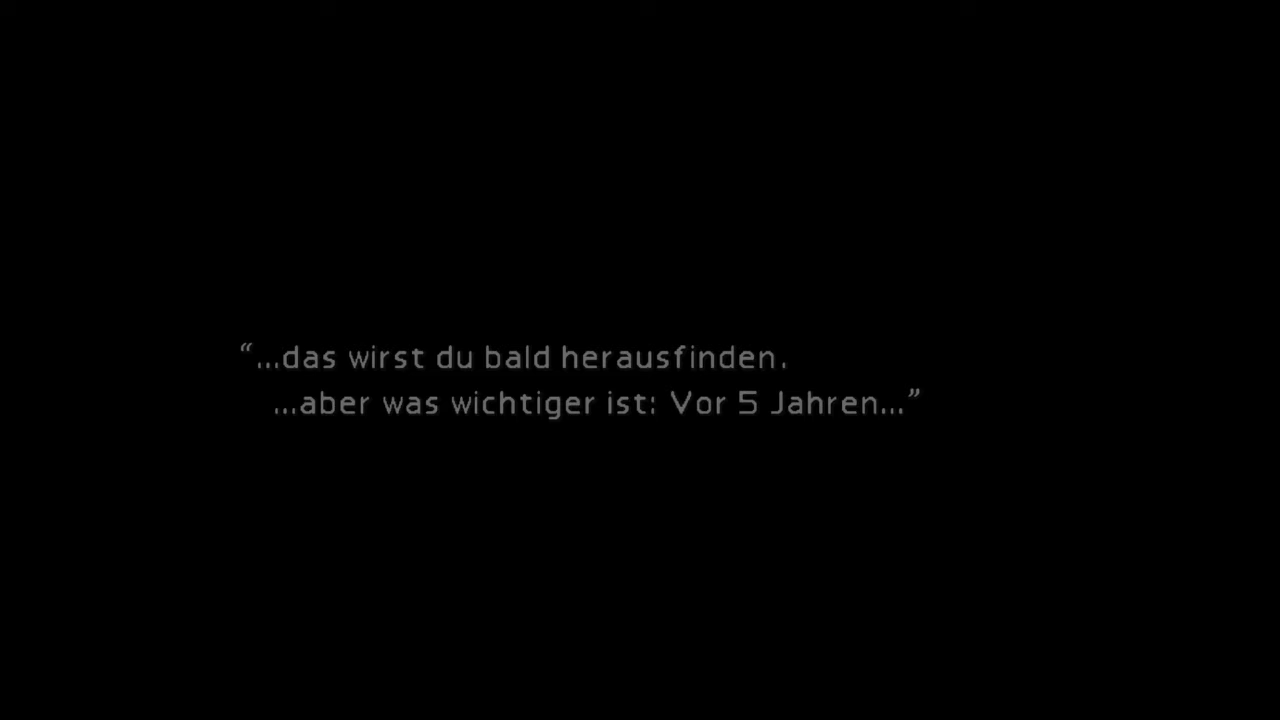 “...das wirst du bald herausfinden.
...aber was wichtiger ist: Vor 5 Jahren...”